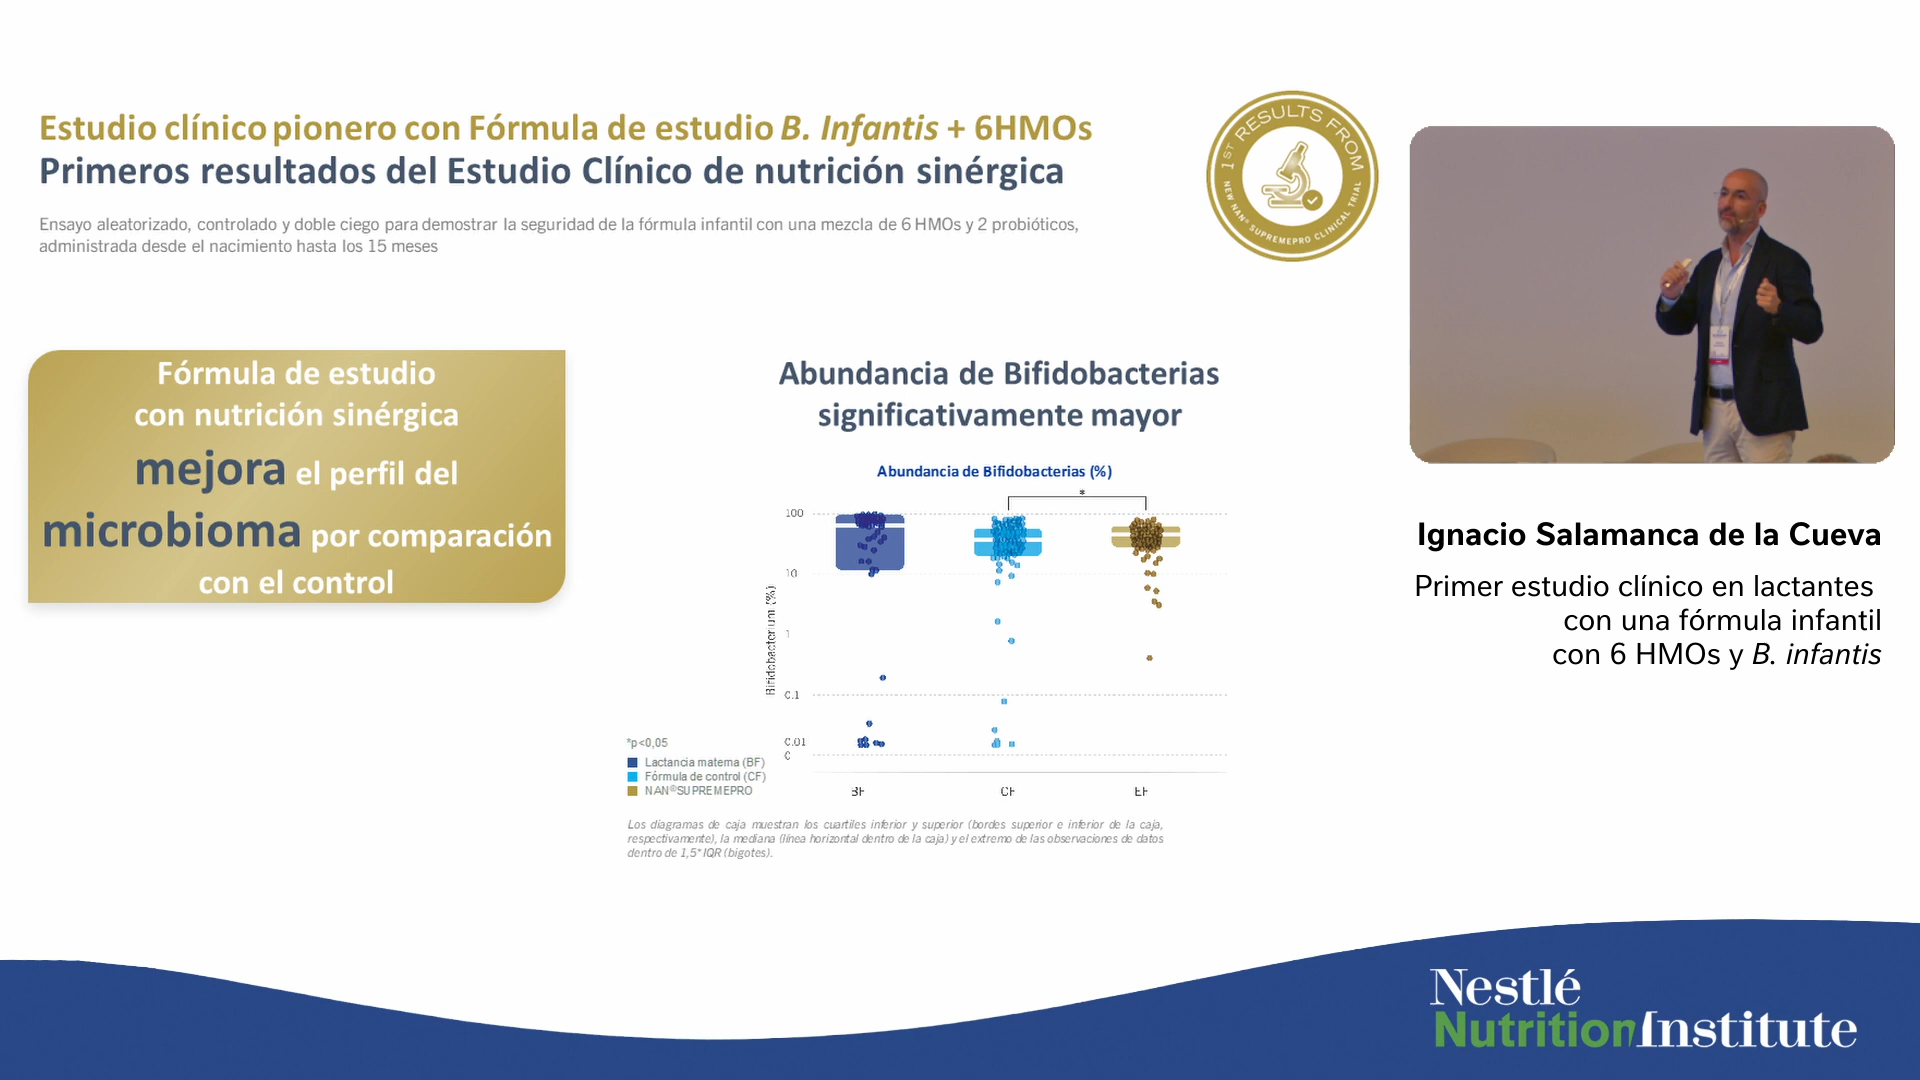 Estudio clínico pionero con Fórmula de estudio B. Infantis + 6HMOs
Primeros resultados del Estudio Clínico de nutrición sinérgica
Ensayo aleatorizado, controlado y doble ciego para demostrar la seguridad de la fórmula infantil con una mezcla de 6 HMOs y 2 probióticos,
administrada desde el nacimiento hasta los 15 meses
1ST RESULTS FROM
NEW NAN® SUPREMEPRO CLINICAL TRIAL
Fórmula de estudio
con nutrición sinérgica
mejora el perfil del
microbioma por comparación
con el control
Abundancia de Bifidobacterias
significativamente mayor
Abundancia de Bifidobacterias (%)
*
100
10
1
0.1
0.01
0
Bifidobacterium (%)
BF CF EF
*p<0,05
Lactancia materna (BF)
Fórmula de control (CF)
NAN®SUPREMEPRO
Los diagramas de caja muestran los cuartiles inferior y superior (bordes superior e inferior de la caja,
respectivamente), la mediana (línea horizontal dentro de la caja) y el extremo de las observaciones de datos
dentro de 1,5*IQR (bigotes).
Ignacio Salamanca de la Cueva
Primer estudio clínico en lactantes
con una fórmula infantil
con 6 HMOs y B. infantis
Nestlé
NutritionInstitute